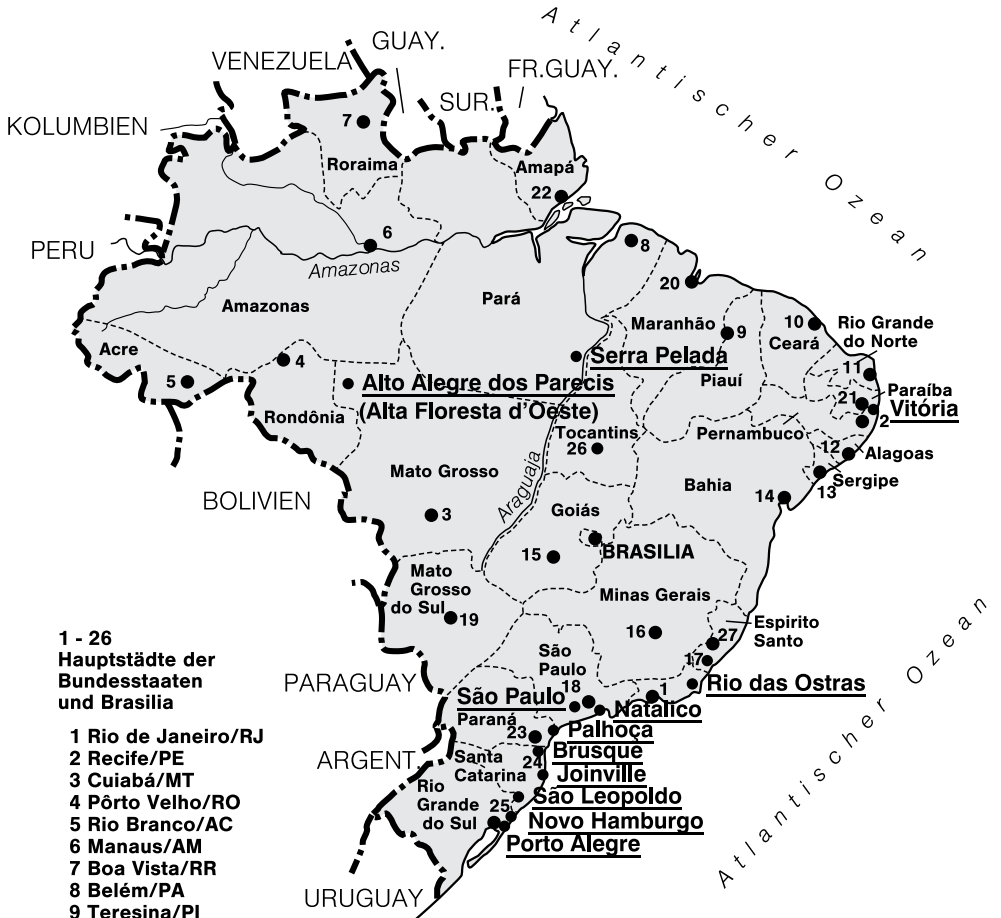 Atlantischer Ozean
GUAY.
VENEZUELA
FR.GUAY.
SUR.
KOLUMBIEN
7
Roraima
Amapá
22
PERU
6
8
Amazonas
20
Amazonas
Pará
Maranhão
9
10
Ceará
Rio Grande
do Norte
Acre
4
Serra Pelada
11
5
Alto Alegre dos Parecis
(Alta Floresta d'Oeste)
Piauí
Paraíba
21
Vitória
2
Rondônia
Tocantins
26
Pernambuco
12
Alagoas
Mato Grosso
Araguaja
Bahia
Sergipe
13
14
BOLIVIEN
3
Goiás
15
BRASILIA
Mato
Grosso
do Sul
19
Minas Gerais
16
Espirito
Santo
27
17
Atlantischer Ozean
1 - 26
Hauptstädte der
Bundesstaaten
und Brasilia
PARAGUAY
São
Paulo
São Paulo
18
1
Rio das Ostras
Natálico
Paraná
23
Palhoça
ARGENT.
Santa
Catarina
24
Brusque
Joinville
Rio
Grande
do Sul
25
São Leopoldo
Novo Hamburgo
Porto Alegre
URUGUAY
1 Rio de Janeiro/RJ
2 Recife/PE
3 Cuiabá/MT
4 Pôrto Velho/RO
5 Rio Branco/AC
6 Manaus/AM
7 Boa Vista/RR
8 Belém/PA
9 Teresina/PI